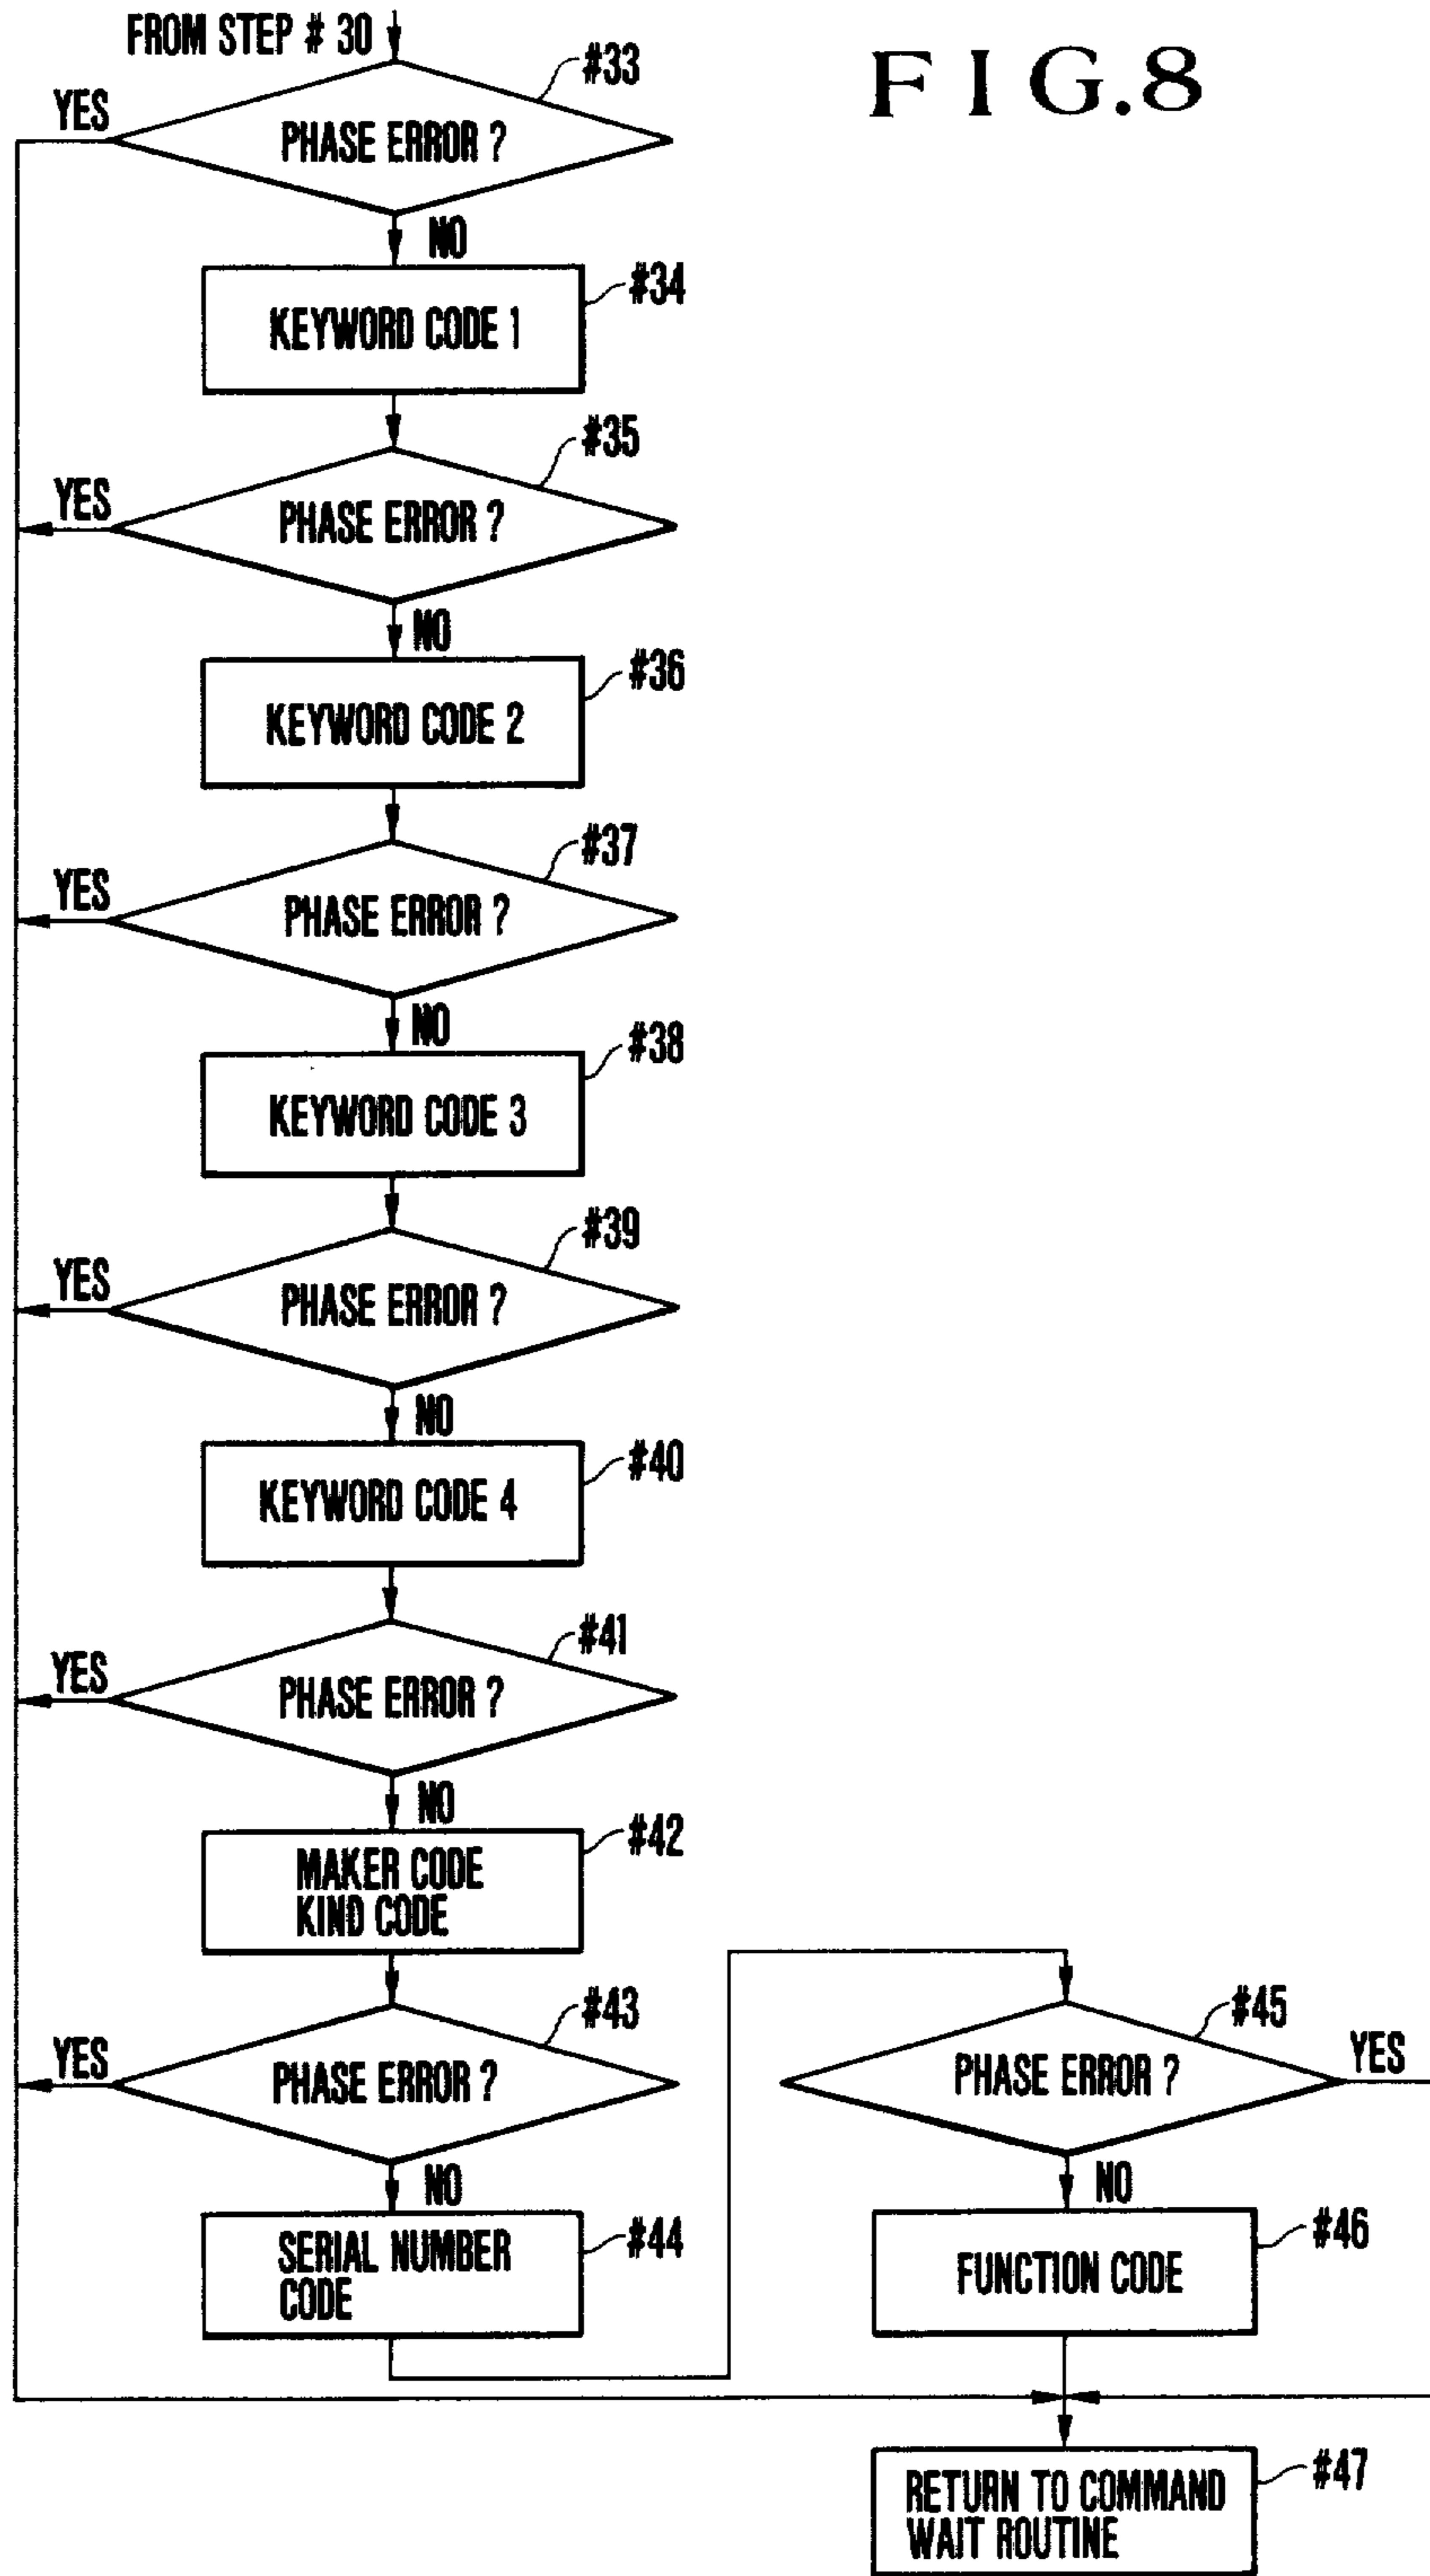 FROM STEP # 30
F I G.8
#33
YES
PHASE ERROR ?
NO
#34
KEYWORD CODE 1
#35
YES
PHASE ERROR ?
NO
#36
KEYWORD CODE 2
#37
YES
PHASE ERROR ?
NO
#38
KEYWORD CODE 3
#39
YES
PHASE ERROR ?
NO
#40
KEYWORD CODE 4
#41
YES
PHASE ERROR ?
NO
#42
MAKER CODE
KIND CODE
#43
YES
PHASE ERROR ?
NO
#44
SERIAL NUMBER
CODE
#45
YES
PHASE ERROR ?
NO
#46
FUNCTION CODE
#47
RETURN TO COMMAND
WAIT ROUTINE